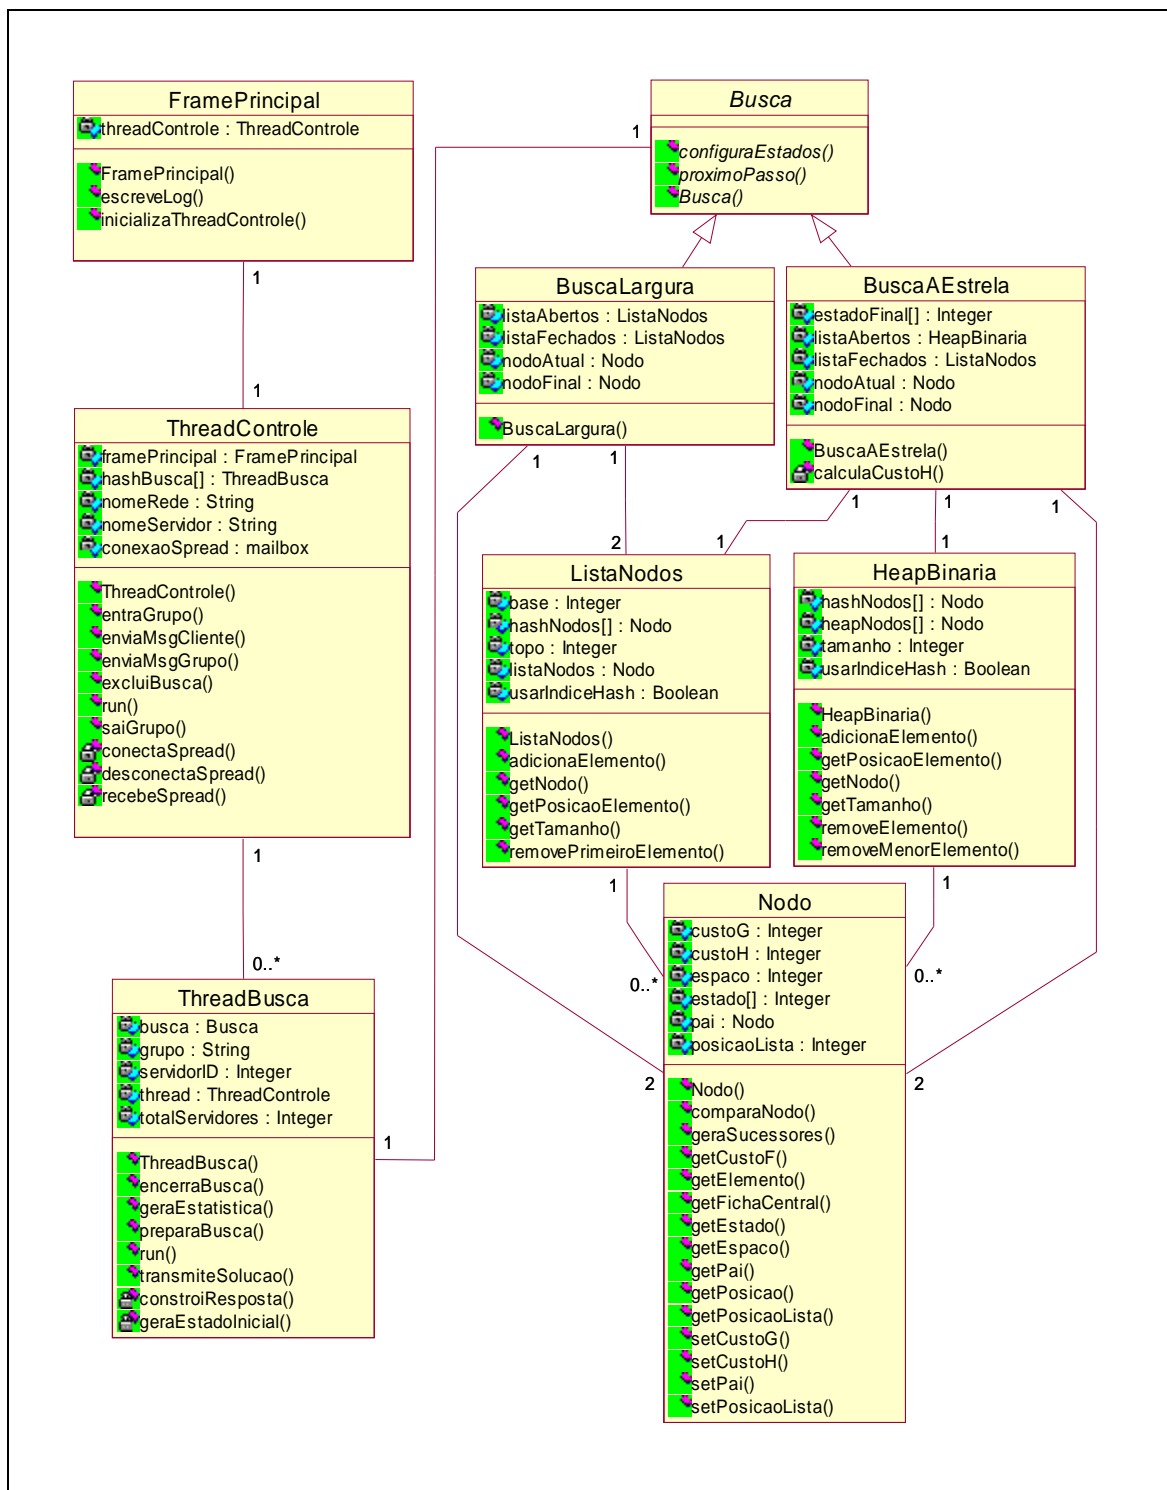 FramePrincipal
threadControle : ThreadControle
FramePrincipal()
escreveLog()
inicializaThreadControle()
1
1
ThreadControle
framePrincipal : FramePrincipal
hashBusca[] : ThreadBusca
nomeRede : String
nomeServidor : String
conexaoSpread : mailbox
ThreadControle()
entraGrupo()
enviaMsgCliente()
enviaMsgGrupo()
excluiBusca()
run()
saiGrupo()
conectaSpread()
desconectaSpread()
recebeSpread()
1
0..*
ThreadBusca
busca : Busca
grupo : String
servidorID : Integer
thread : ThreadControle
totalServidores : Integer
ThreadBusca()
encerraBusca()
geraEstatistica()
preparaBusca()
run()
transmiteSolucao()
constroiResposta()
geraEstadoInicial()
1
1
Busca
configuraEstados()
proximoPasso()
Busca()
BuscaLargura
listaAbertos : ListaNodos
listaFechados : ListaNodos
nodoAtual : Nodo
nodoFinal : Nodo
BuscaLargura()
1
1
2
BuscaAEstrela
estadoFinal[] : Integer
listaAbertos : HeapBinaria
listaFechados : ListaNodos
nodoAtual : Nodo
nodoFinal : Nodo
BuscaAEstrela()
calculaCustoH()
1
1
1
1
1
ListaNodos
base : Integer
hashNodos[] : Nodo
topo : Integer
listaNodos : Nodo
usarIndiceHash : Boolean
ListaNodos()
adicionaElemento()
getNodo()
getPosicaoElemento()
getTamanho()
removePrimeiroElemento()
1
0..*
HeapBinaria
hashNodos[] : Nodo
heapNodos[] : Nodo
tamanho : Integer
usarIndiceHash : Boolean
HeapBinaria()
adicionaElemento()
getPosicaoElemento()
getNodo()
getTamanho()
removeElemento()
removeMenorElemento()
1
0..*
Nodo
custoG : Integer
custoH : Integer
espaco : Integer
estado[] : Integer
pai : Nodo
posicaoLista : Integer
2
2
Nodo()
comparaNodo()
geraSucessores()
getCustoF()
getElemento()
getFichaCentral()
getEstado()
getEspaco()
getPai()
getPosicao()
getPosicaoLista()
setCustoG()
setCustoH()
setPai()
setPosicaoLista()